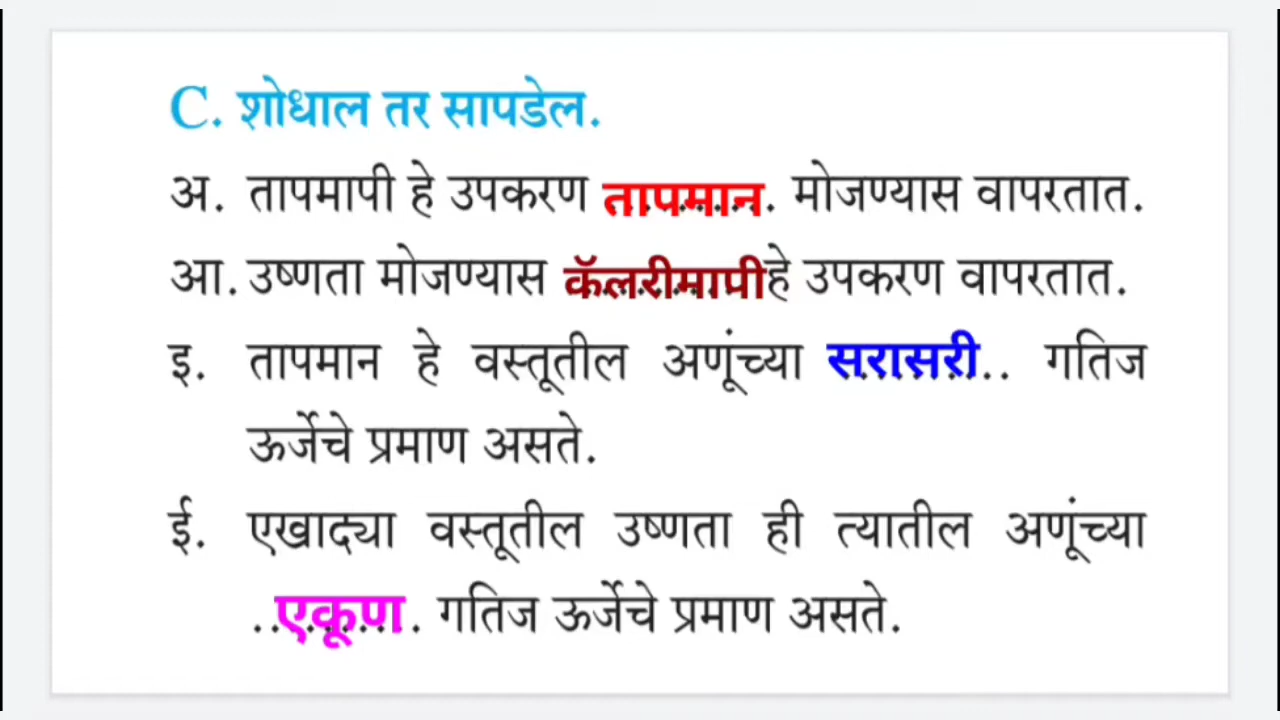 C. शोधाल तर सापडेल.
अ. तापमापी हे उपकरण तापमान. मोजण्यास वापरतात.
आ. उष्णता मोजण्यास कॅलरीमापी हे उपकरण वापरतात.
इ. तापमान हे वस्तूतील अणूंच्या सरासरी.. गतिज
ऊर्जेचे प्रमाण असते.
ई. एखाद्या वस्तूतील उष्णता ही त्यातील अणूंच्या
..एकूण. गतिज ऊर्जेचे प्रमाण असते.